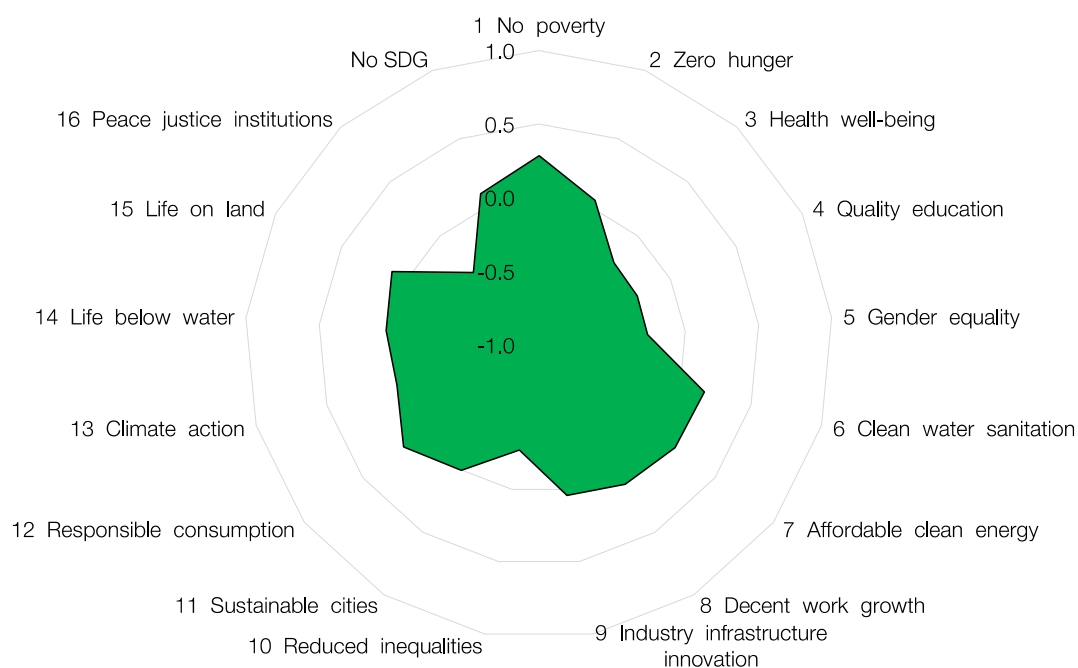 1 No poverty
1.0
No SDG
2 Zero hunger
16 Peace justice institutions
0.5
3 Health well-being
15 Life on land
0.0
4 Quality education
-0.5
14 Life below water
5 Gender equality
-1.0
13 Climate action
6 Clean water sanitation
12 Responsible consumption
7 Affordable clean energy
11 Sustainable cities
8 Decent work growth
10 Reduced inequalities
9 Industry infrastructure
innovation